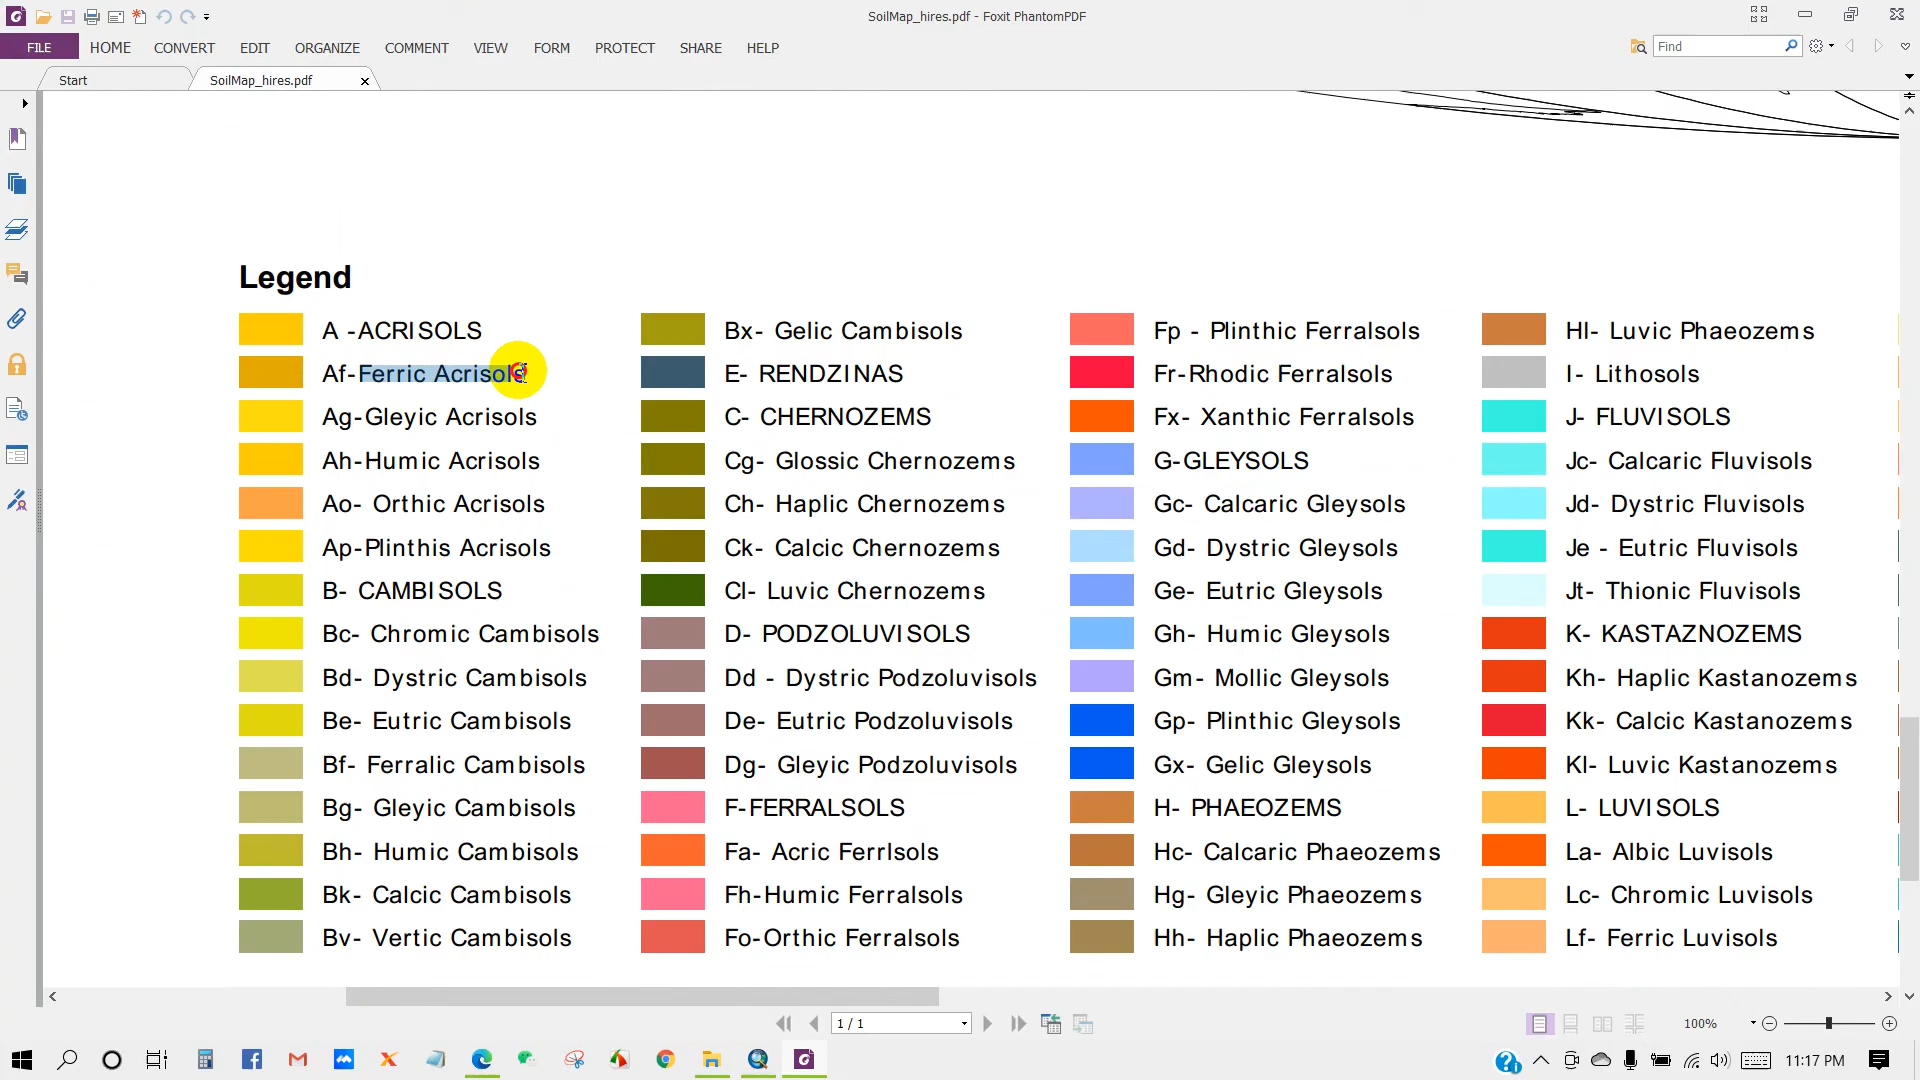 SoilMap_hires.pdf - Foxit PhantomPDF
FILE HOME CONVERT EDIT ORGANIZE COMMENT VIEW FORM PROTECT SHARE HELP Find
Start SoilMap_hires.pdf
Legend
A -ACRISOLS
Af-Ferric Acrisols
Ag-Gleyic Acrisols
Ah-Humic Acrisols
Ao- Orthic Acrisols
Ap-Plinthis Acrisols
B- CAMBISOLS
Bc- Chromic Cambisols
Bd- Dystric Cambisols
Be- Eutric Cambisols
Bf- Ferralic Cambisols
Bg- Gleyic Cambisols
Bh- Humic Cambisols
Bk- Calcic Cambisols
Bv- Vertic Cambisols
Bx- Gelic Cambisols
E- RENDZINAS
C- CHERNOZEMS
Cg- Glossic Chernozems
Ch- Haplic Chernozems
Ck- Calcic Chernozems
Cl- Luvic Chernozems
D- PODZOLUVISOLS
Dd - Dystric Podzoluvisols
De- Eutric Podzoluvisols
Dg- Gleyic Podzoluvisols
F-FERRALSOLS
Fa- Acric Ferrlsols
Fh-Humic Ferralsols
Fo-Orthic Ferralsols
Fp - Plinthic Ferralsols
Fr-Rhodic Ferralsols
Fx- Xanthic Ferralsols
G-GLEYSOLS
Gc- Calcaric Gleysols
Gd- Dystric Gleysols
Ge- Eutric Gleysols
Gh- Humic Gleysols
Gm- Mollic Gleysols
Gp- Plinthic Gleysols
Gx- Gelic Gleysols
H- PHAEOZEMS
Hc- Calcaric Phaeozems
Hg- Gleyic Phaeozems
Hh- Haplic Phaeozems
Hl- Luvic Phaeozems
I- Lithosols
J- FLUVISOLS
Jc- Calcaric Fluvisols
Jd- Dystric Fluvisols
Je - Eutric Fluvisols
Jt- Thionic Fluvisols
K- KASTAZNOZEMS
Kh- Haplic Kastanozems
Kk- Calcic Kastanozems
Kl- Luvic Kastanozems
L- LUVISOLS
La- Albic Luvisols
Lc- Chromic Luvisols
Lf- Ferric Luvisols
1 / 1 100%
11:17 PM